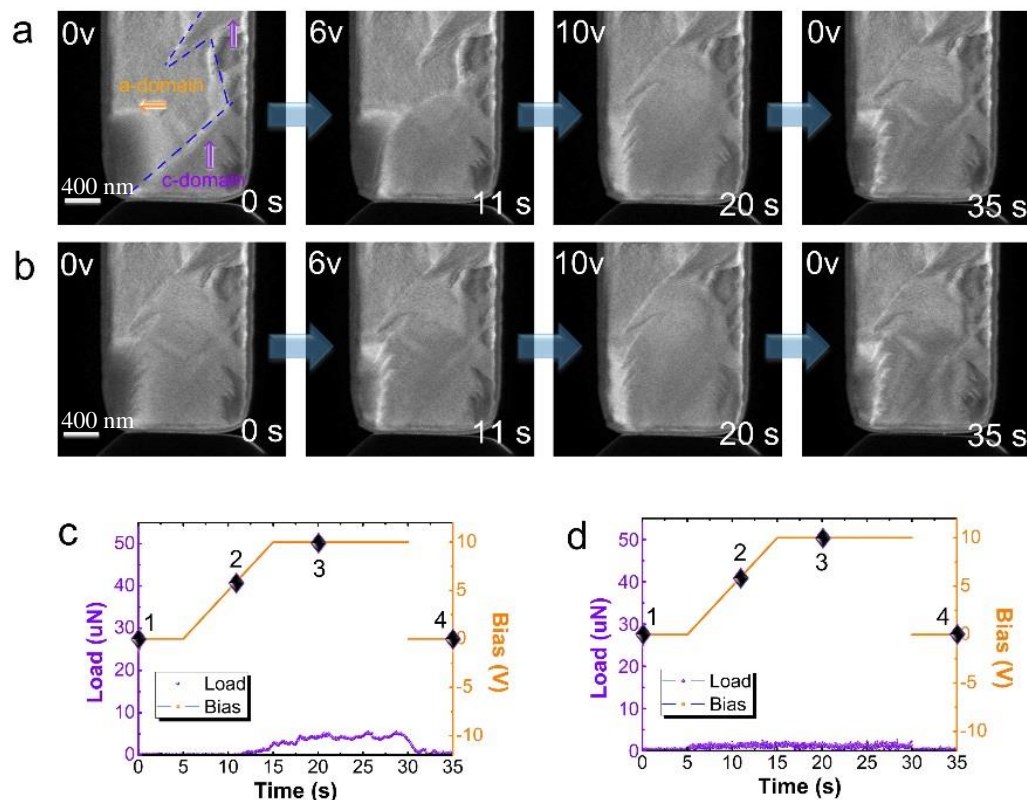 a
0v
6v
10v
0v
a-domain
c-domain
400 nm
0 s
11 s
20 s
35 s
b
0v
6v
10v
0v
400 nm
0 s
11 s
20 s
35 s
c
50
40
30
20
10
0
Load (uN)
10
5
0
-5
-10
Bias (V)
1
2
3
4
Load
Bias
0 5 10 15 20 25 30 35
Time (s)
d
50
40
30
20
10
0
Load (uN)
10
5
0
-5
-10
Bias (V)
1
2
3
4
Load
Bias
0 5 10 15 20 25 30 35
Time (s)